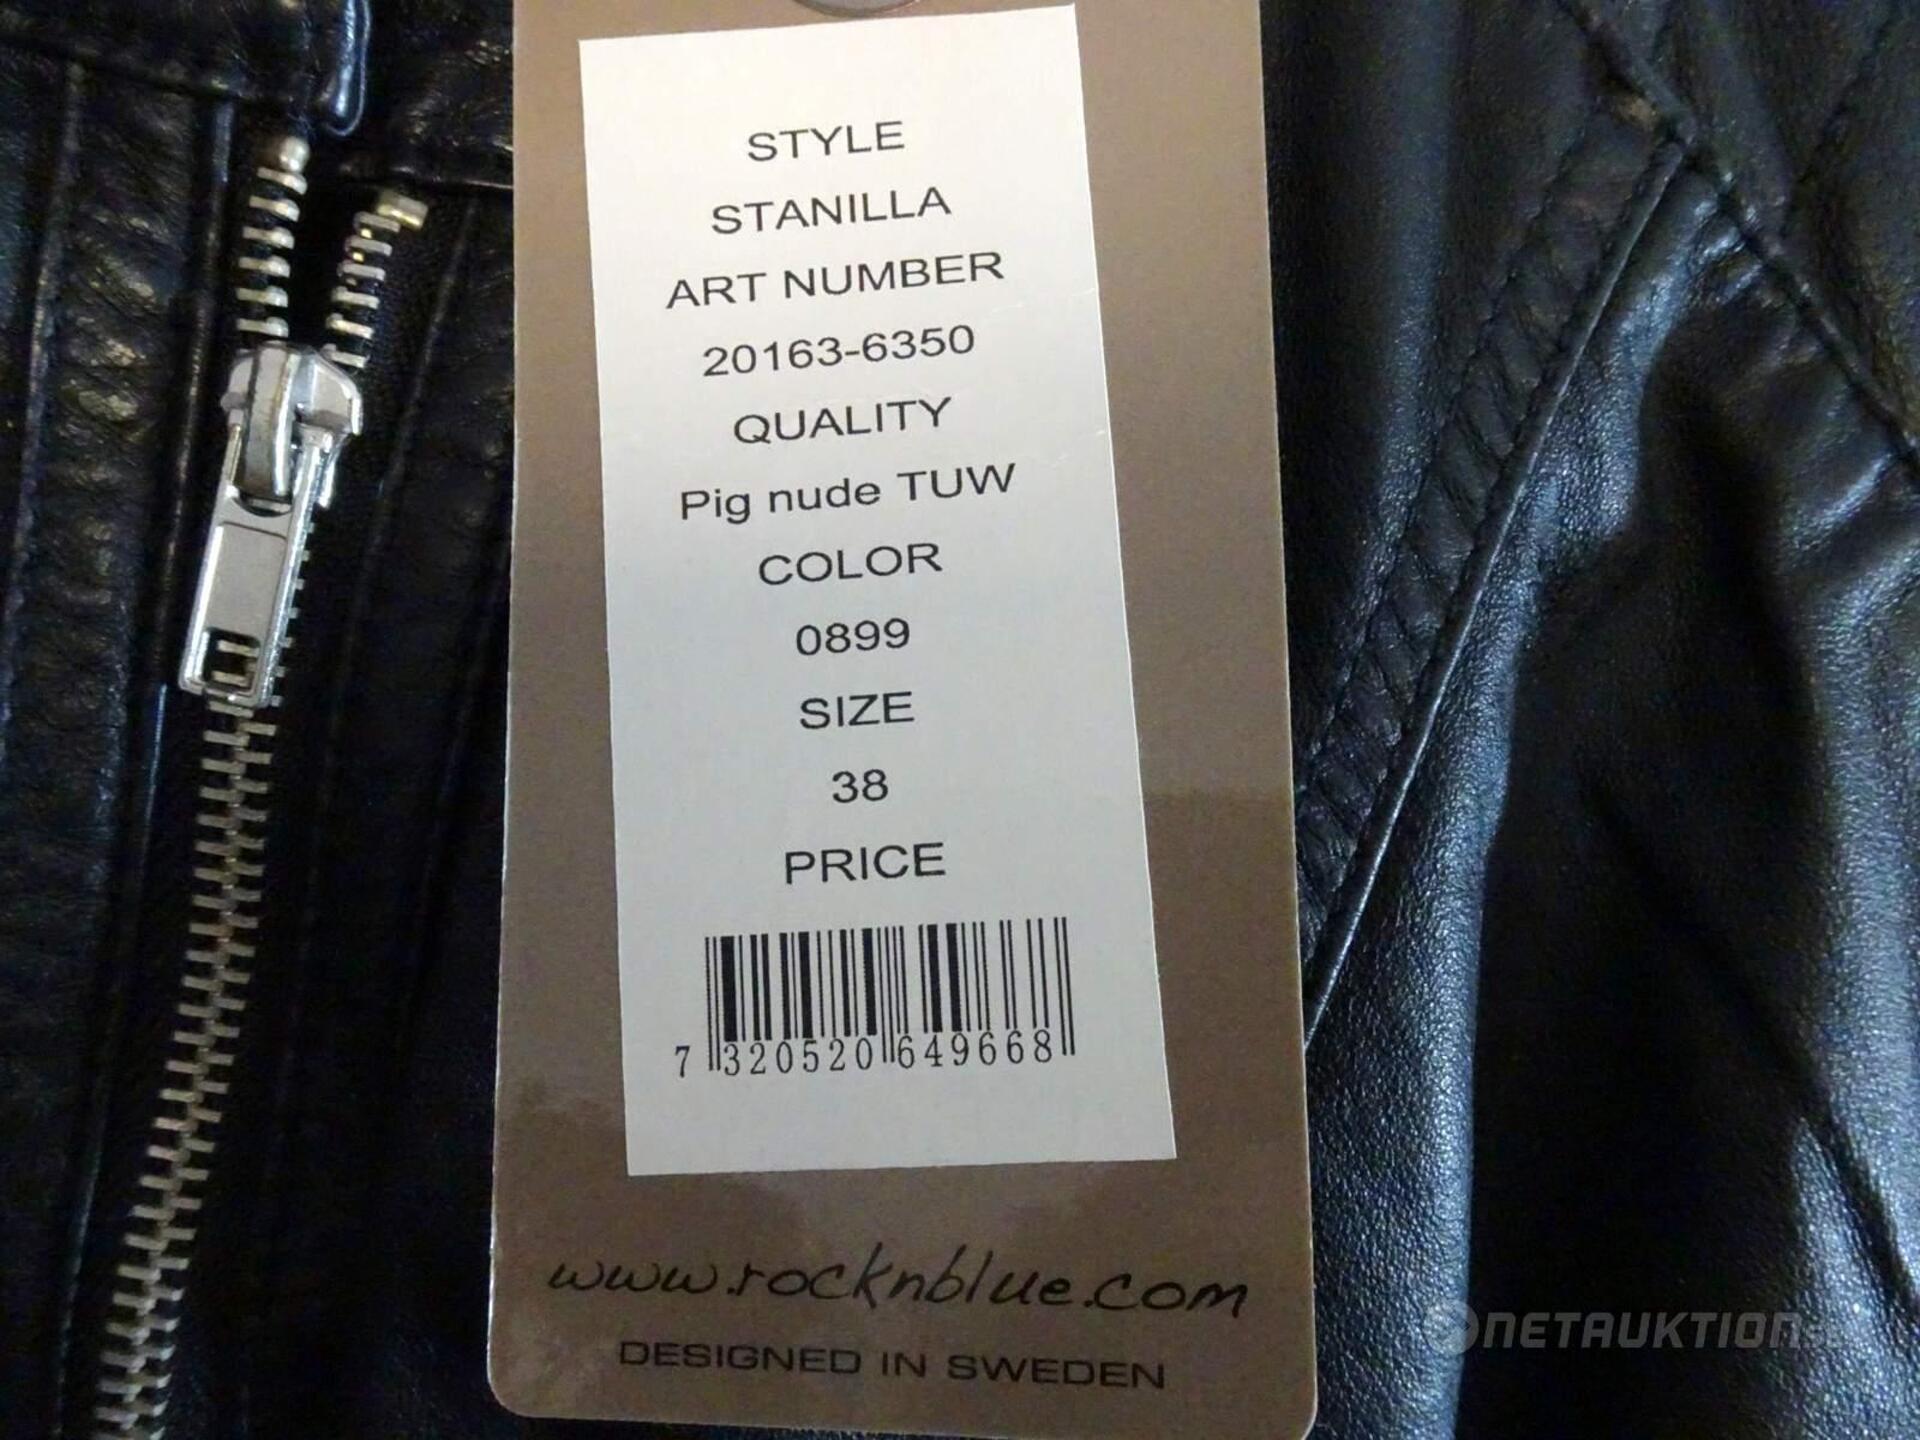 STYLE
STANILLA
ART NUMBER
20163-6350
QUALITY
Pig nude TUW
COLOR
0899
SIZE
38
PRICE
7 320520 649668
www.rocknblue.com
DESIGNED IN SWEDEN
NETAUKTION